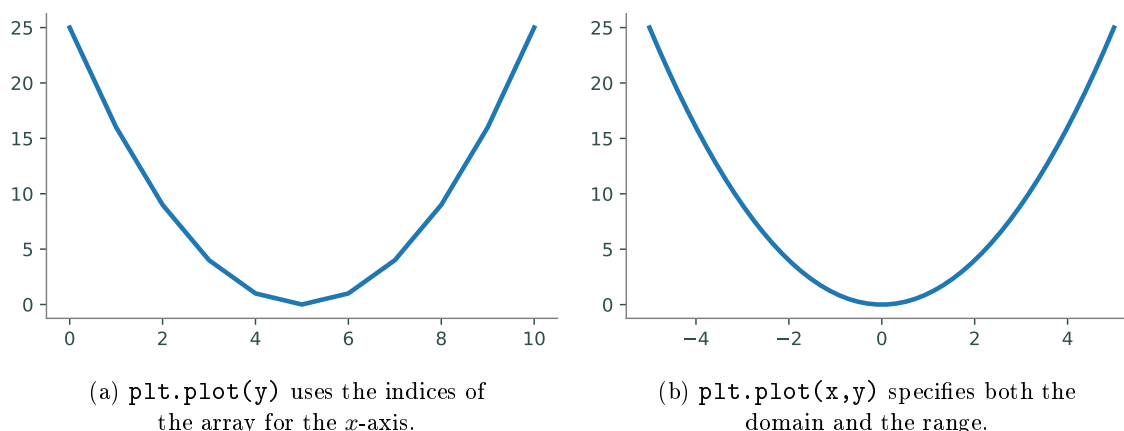 25
20
15
10
5
0
0 2 4 6 8 10
(a) plt.plot(y) uses the indices of
the array for the x-axis.
25
20
15
10
5
0
−4 −2 0 2 4
(b) plt.plot(x,y) specifies both the
domain and the range.